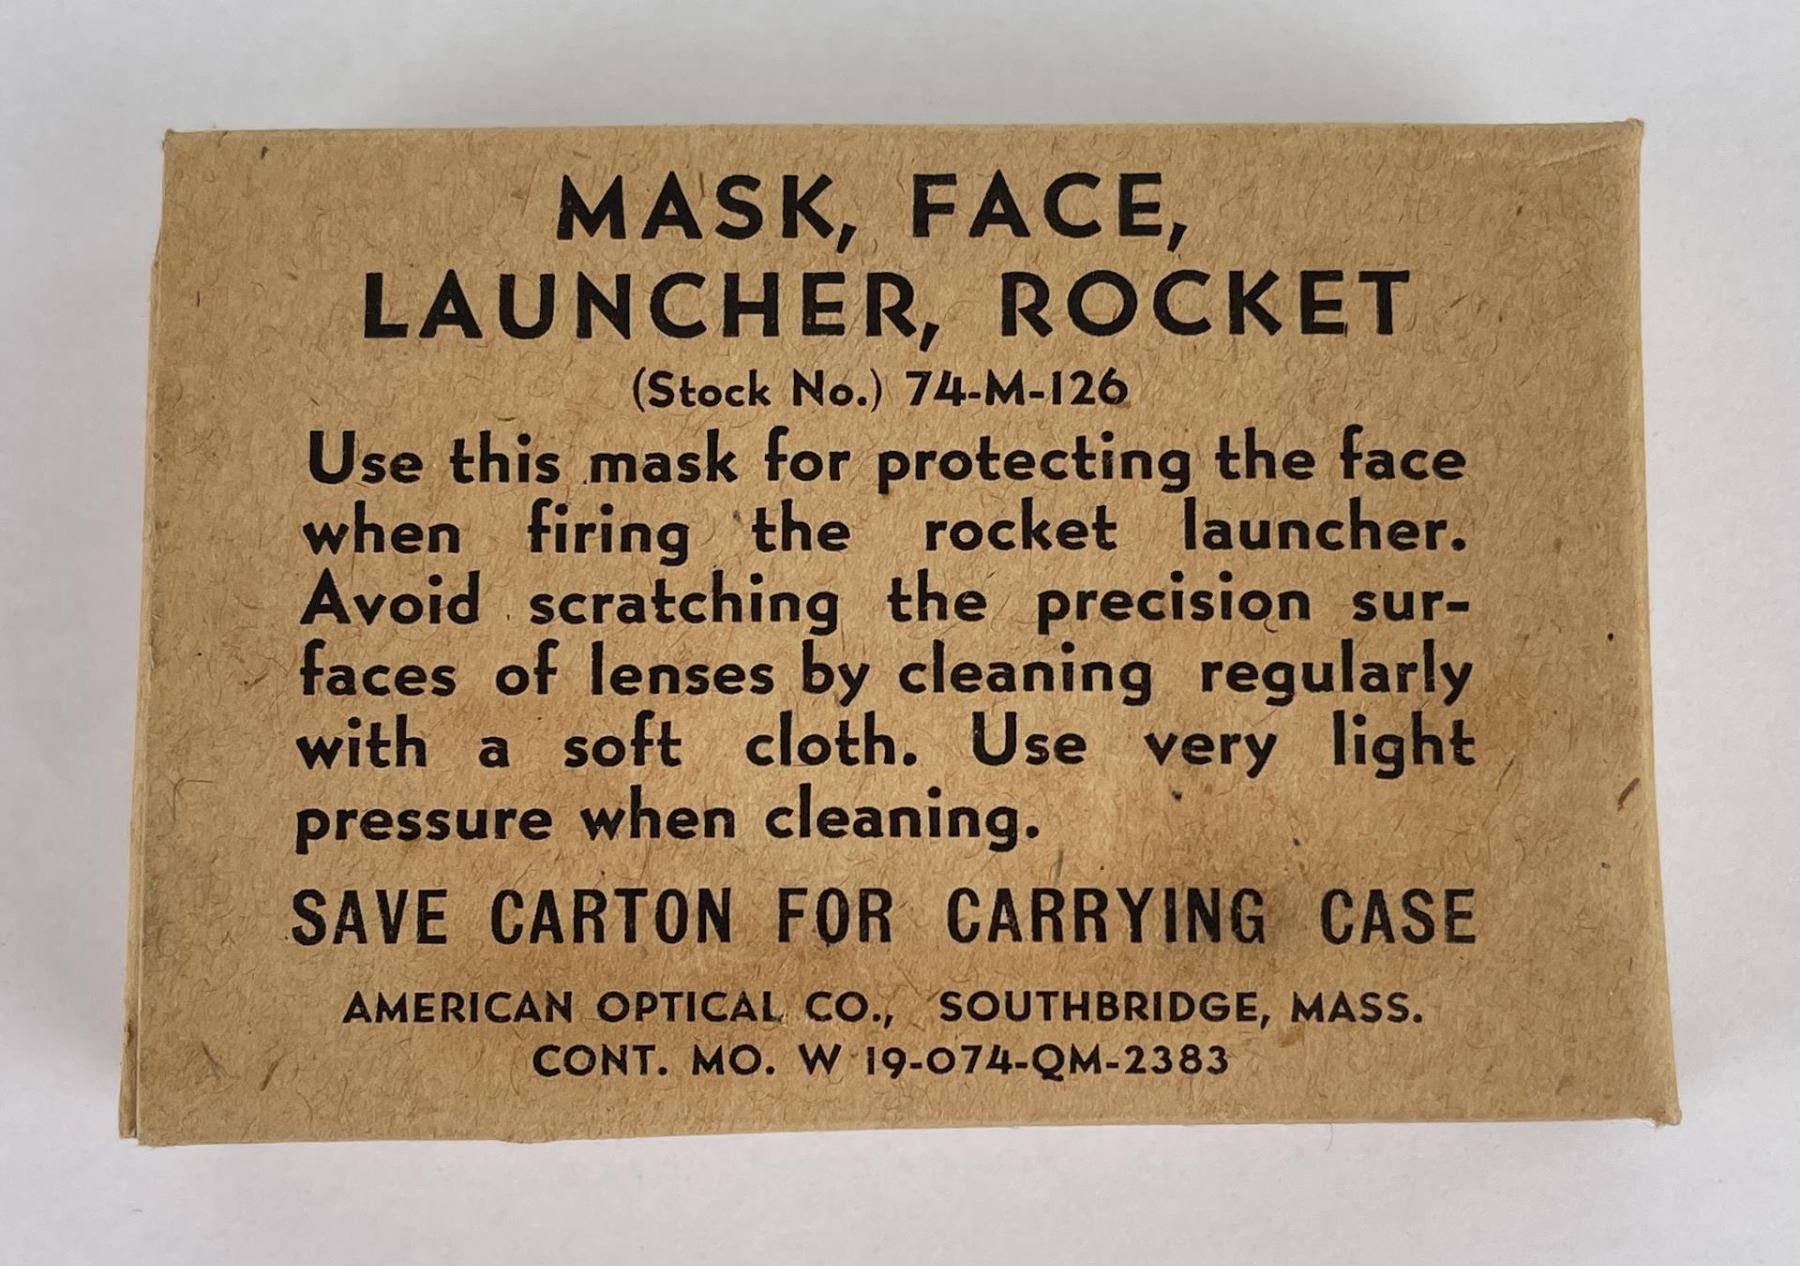 MASK, FACE,
LAUNCHER, ROCKET
(Stock No.) 74-M-126
Use this mask for protecting the face
when firing the rocket launcher.
Avoid scratching the precision sur-
faces of lenses by cleaning regularly
with a soft cloth. Use very light
pressure when cleaning.
SAVE CARTON FOR CARRYING CASE
AMERICAN OPTICAL CO., SOUTHBRIDGE, MASS.
CONT. MO. W 19-074-QM-2383